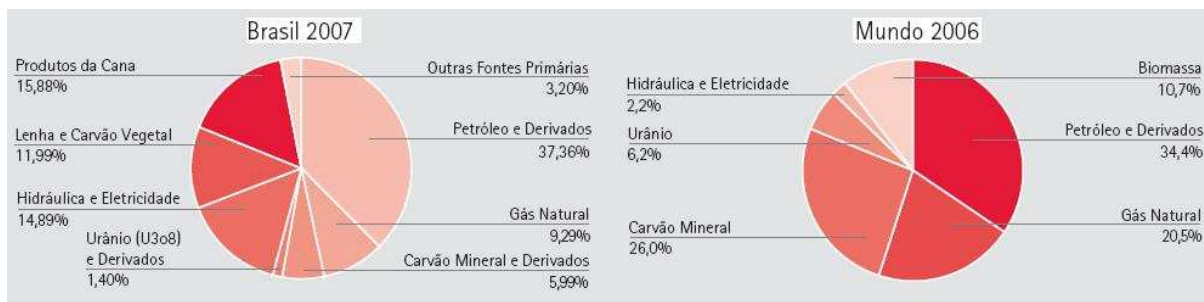 Brasil 2007
Produtos da Cana
15,88%
Lenha e Carvão Vegetal
11,99%
Hidráulica e Eletricidade
14,89%
Urânio (U3o8)
e Derivados
1,40%
Outras Fontes Primárias
3,20%
Petróleo e Derivados
37,36%
Gás Natural
9,29%
Carvão Mineral e Derivados
5,99%
Mundo 2006
Hidráulica e Eletricidade
2,2%
Urânio
6,2%
Carvão Mineral
26,0%
Biomassa
10,7%
Petróleo e Derivados
34,4%
Gás Natural
20,5%